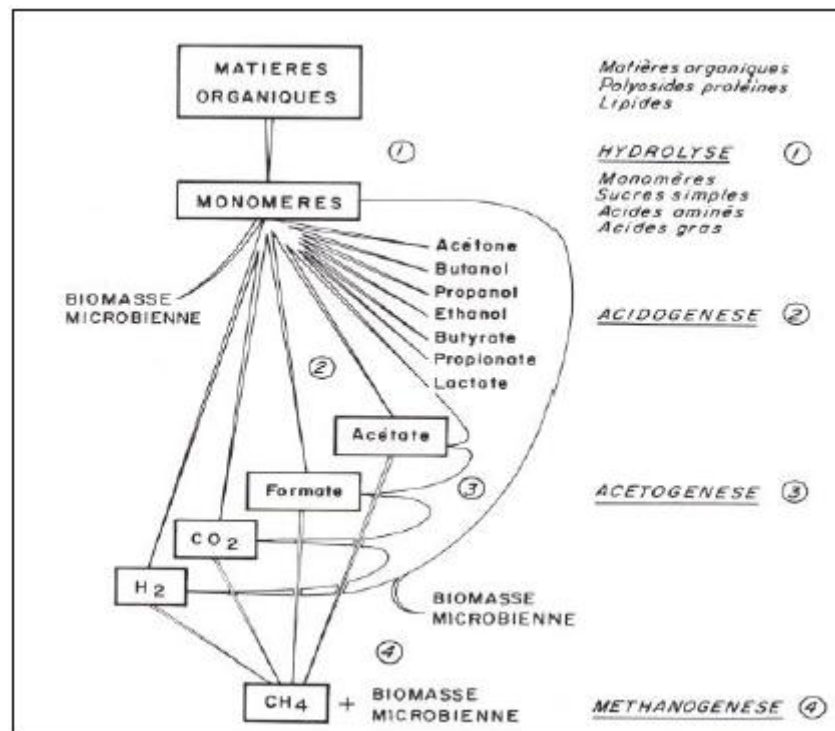 MATIERES
ORGANIQUES
Matières organiques
Polyosides protéines
Lipides
①
HYDROLYSE ①
MONOMERES
Monomères
Sucres simples
Acides aminés
Acides gras
Acétone
Butanol
Propanol
Ethanol
Butyrate
Propionate
Lactate
BIOMASSE
MICROBIENNE
ACIDOGENESE ②
②
Acétate
Formate
③
ACETOGENESE ③
CO2
H2
BIOMASSE
MICROBIENNE
④
CH4 + BIOMASSE
MICROBIENNE
METHANOGENESE ④